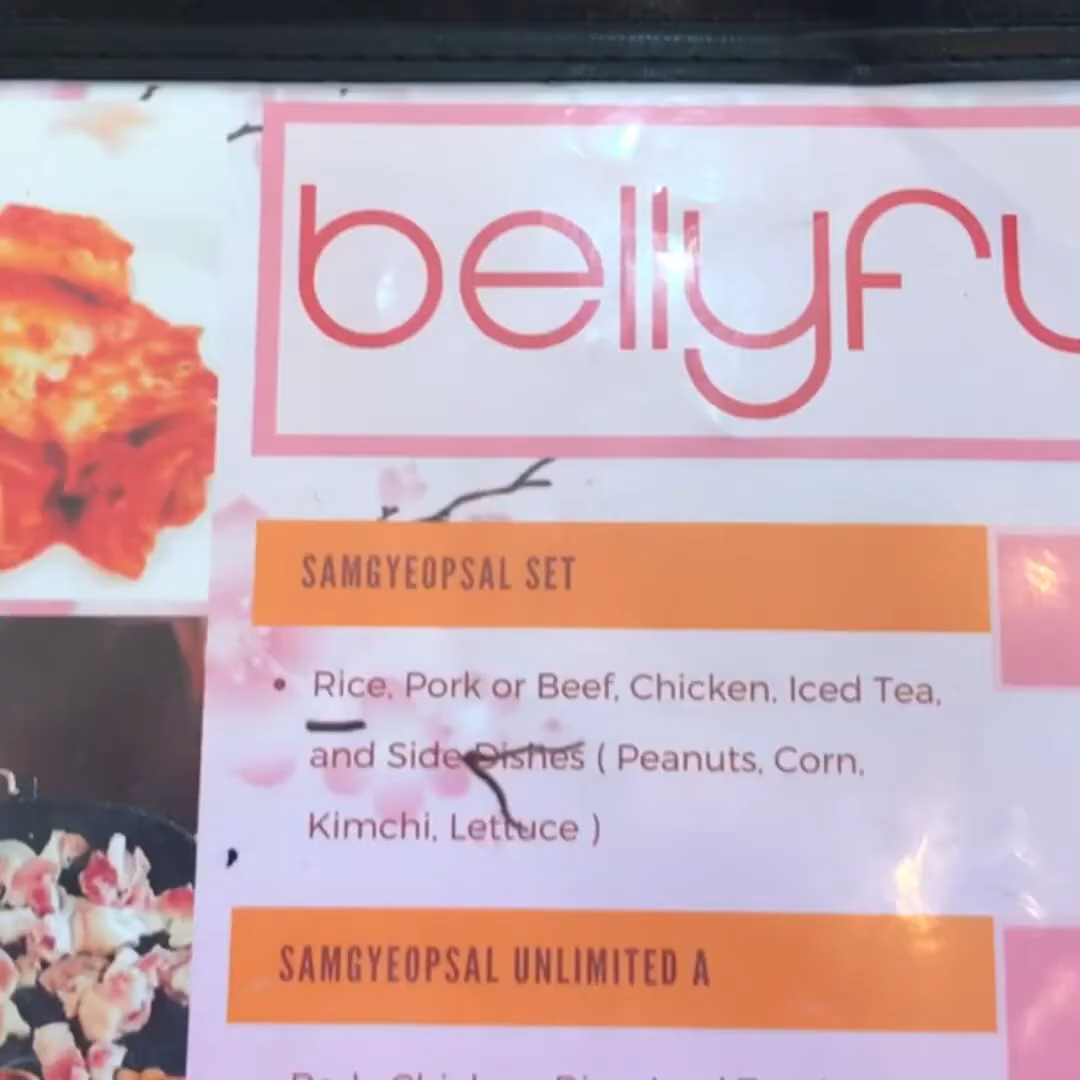 bellyfu
SAMGYEOPSAL SET
• Rice, Pork or Beef, Chicken, Iced Tea,
and Side Dishes ( Peanuts, Corn,
Kimchi, Lettuce )
SAMGYEOPSAL UNLIMITED A